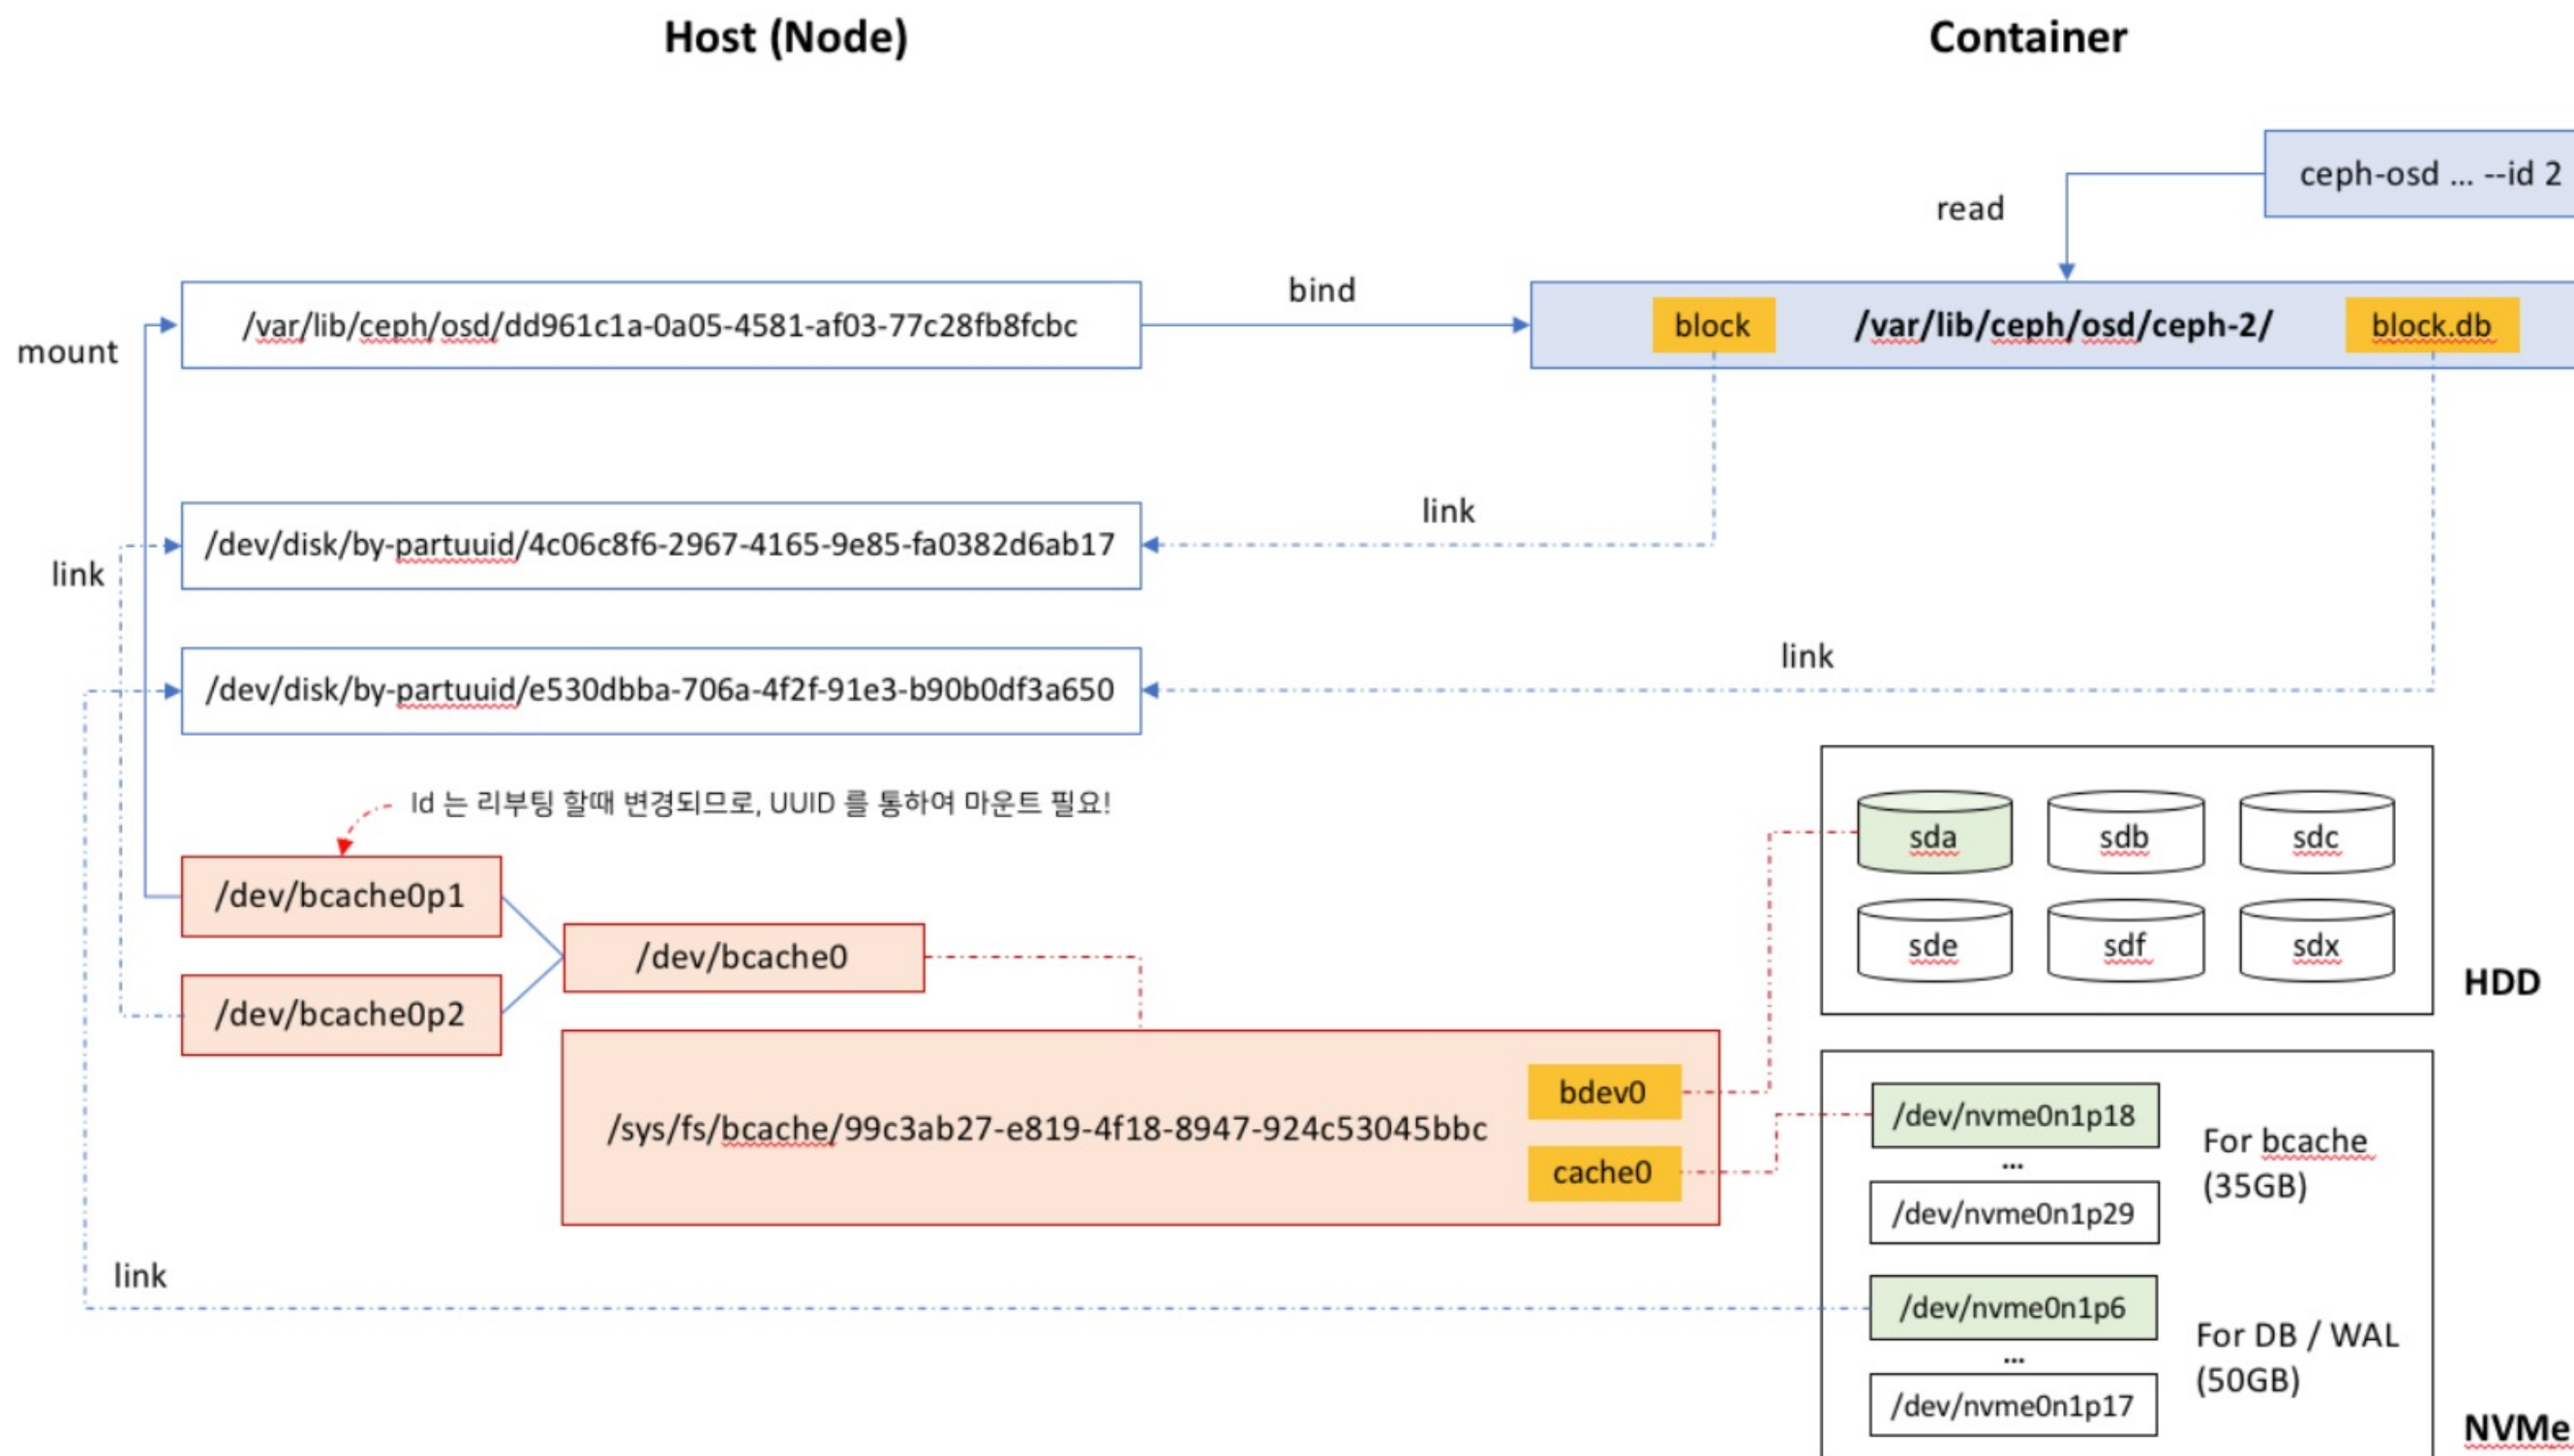 Host (Node)
Container
ceph-osd ... --id 2
read
mount
/var/lib/ceph/osd/dd961c1a-0a05-4581-af03-77c28fb8fcbc
bind
block
/var/lib/ceph/osd/ceph-2/
block.db
link
/dev/disk/by-partuuid/4c06c8f6-2967-4165-9e85-fa0382d6ab17
link
/dev/disk/by-partuuid/e530dbba-706a-4f2f-91e3-b90b0df3a650
link
Id 는 리부팅 할때 변경되므로, UUID 를 통하여 마운트 필요!
/dev/bcache0p1
/dev/bcache0
/dev/bcache0p2
sda
sdb
sdc
sde
sdf
sdx
HDD
/sys/fs/bcache/99c3ab27-e819-4f18-8947-924c53045bbc
bdev0
cache0
/dev/nvme0n1p18
...
/dev/nvme0n1p29
For bcache
(35GB)
link
/dev/nvme0n1p6
...
/dev/nvme0n1p17
For DB / WAL
(50GB)
NVMe